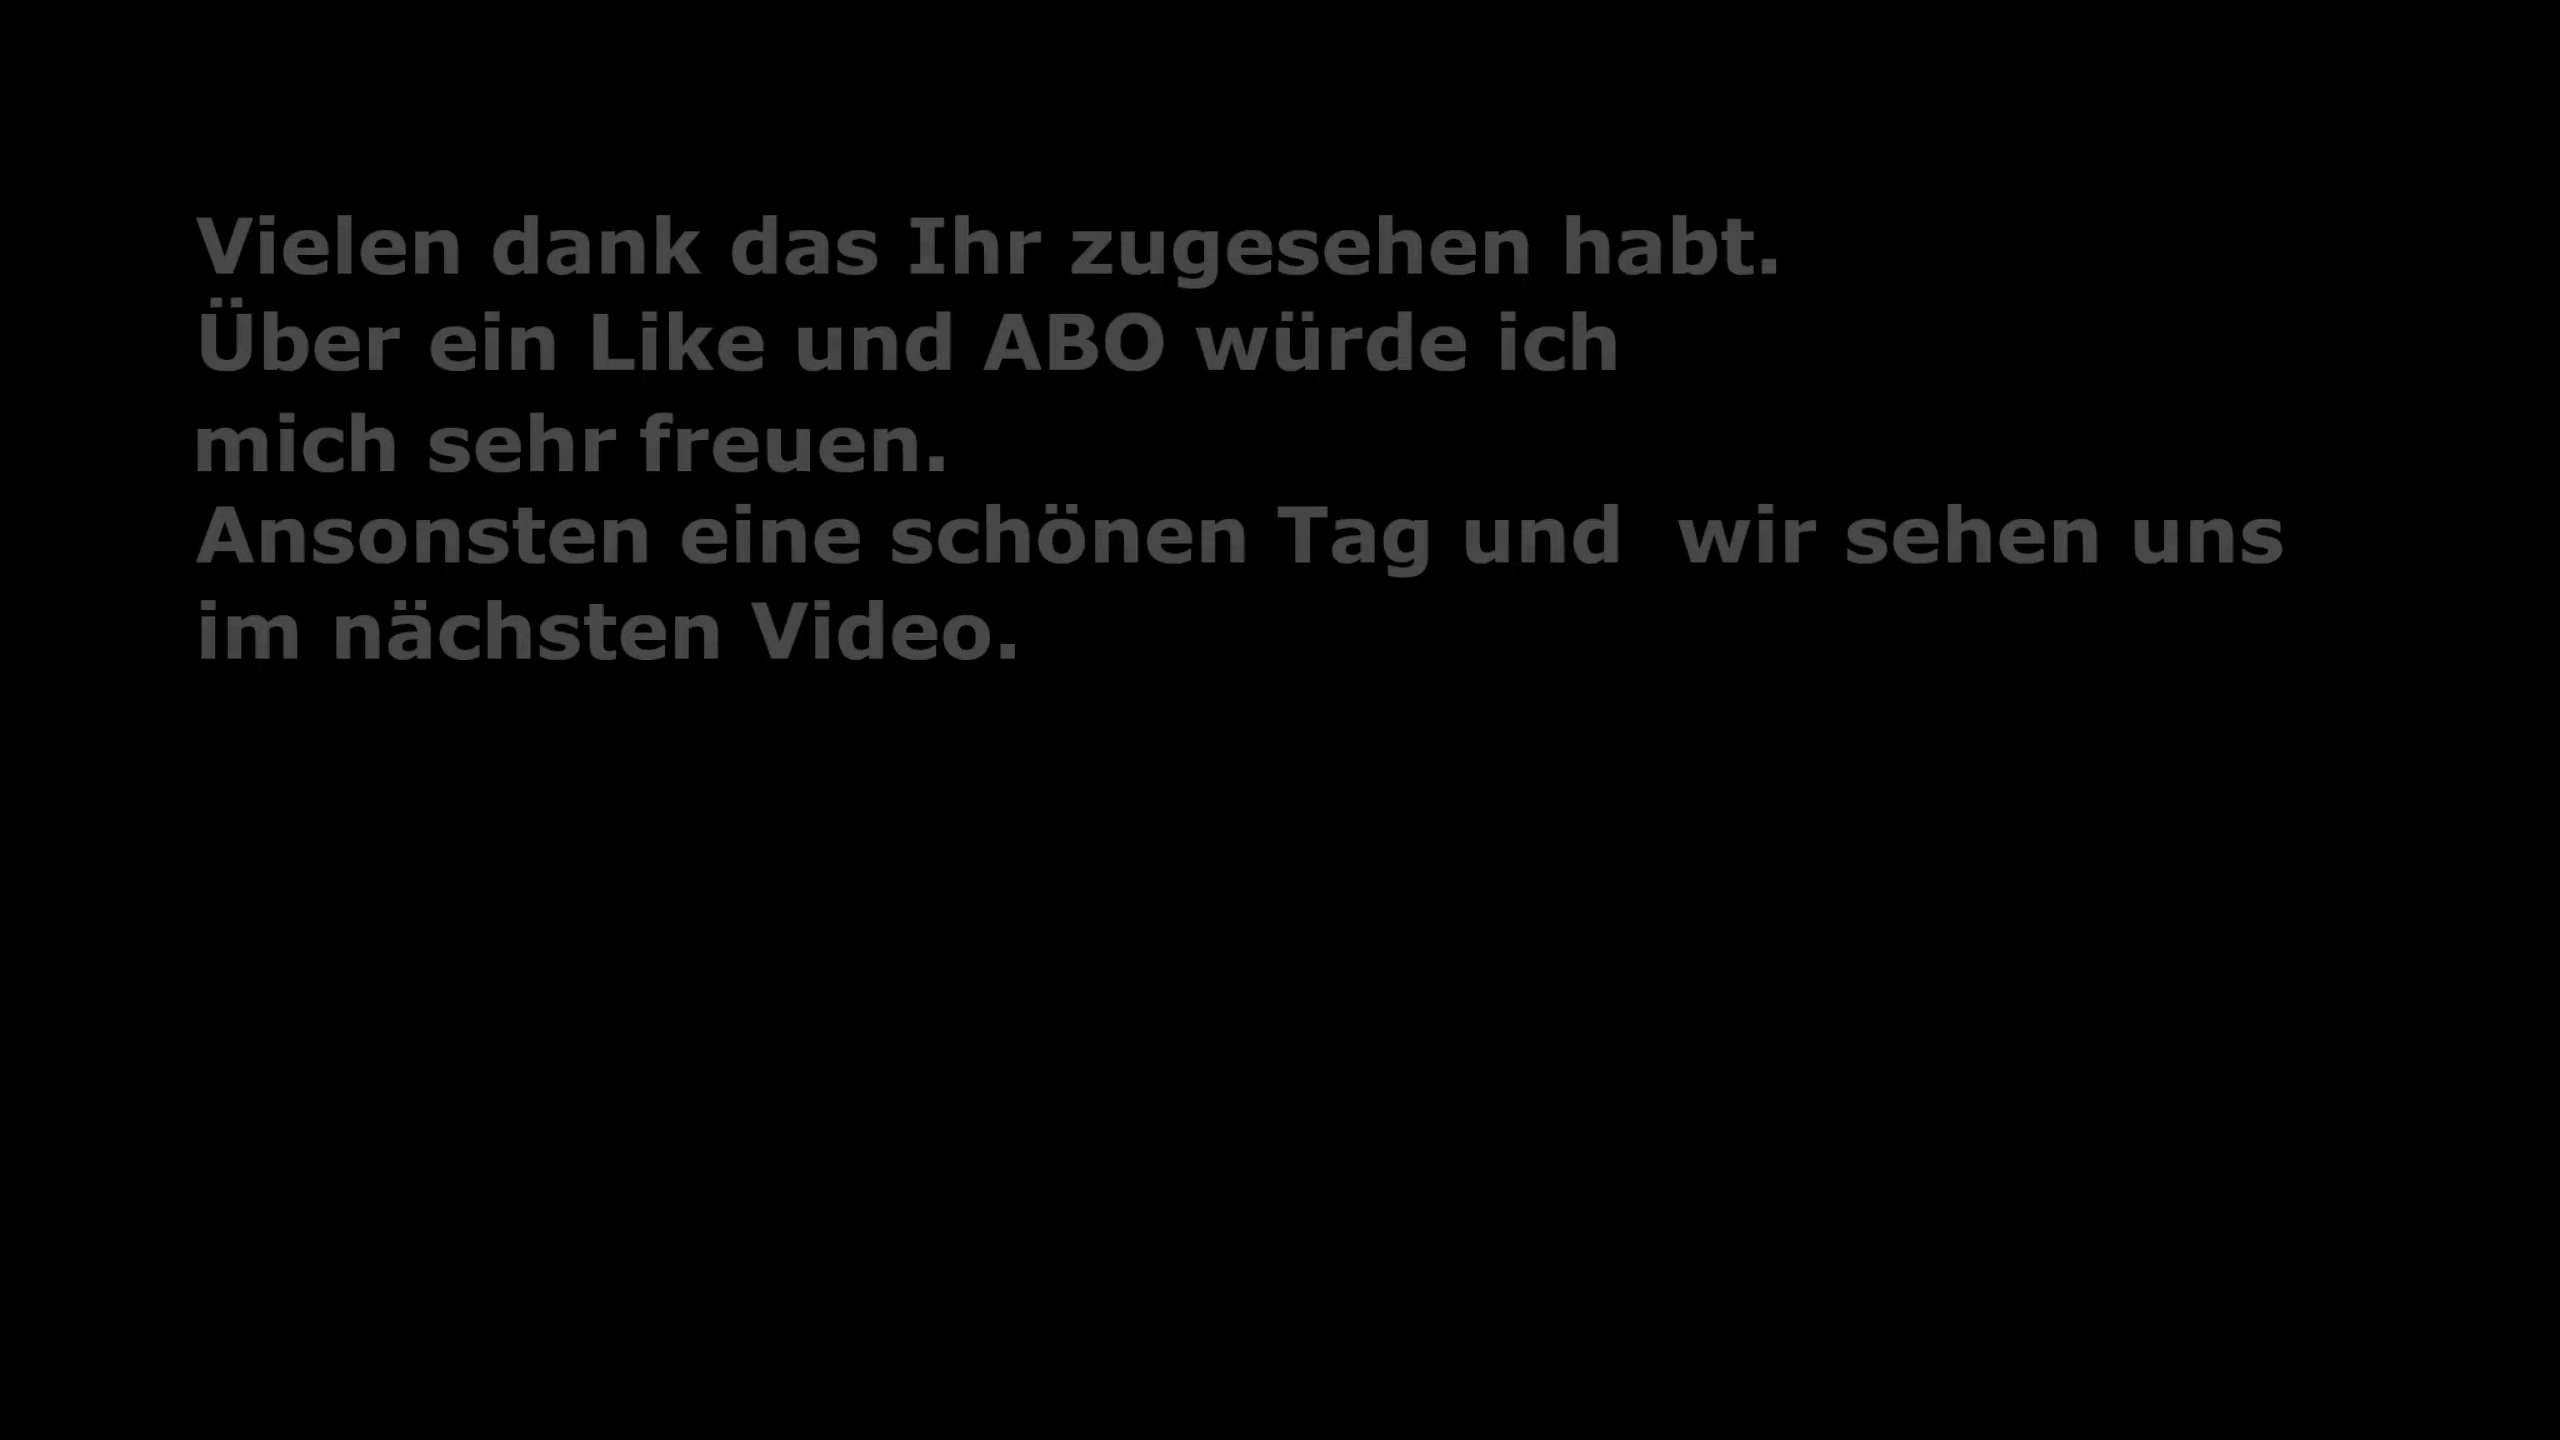 Vielen dank das Ihr zugesehen habt.
Über ein Like und ABO würde ich
mich sehr freuen.
Ansonsten eine schönen Tag und  wir sehen uns
im nächsten Video.